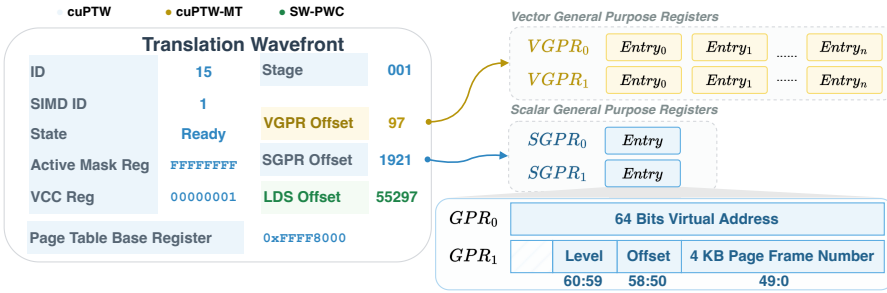 cuPTW cuPTW-MT SW-PWC
Translation Wavefront
ID 15 Stage 001
SIMD ID 1
State Ready VGPR Offset 97
Active Mask Reg FFFFFFFF SGPR Offset 1921
VCC Reg 00000001 LDS Offset 55297
Page Table Base Register 0xFFFF8000
Vector General Purpose Registers
VGPR0 Entry0 Entry1 ...... Entryn
VGPR1 Entry0 Entry1 ...... Entryn
Scalar General Purpose Registers
SGPR0 Entry
SGPR1 Entry
GPR0 64 Bits Virtual Address
GPR1 Level Offset 4 KB Page Frame Number
60:59 58:50 49:0